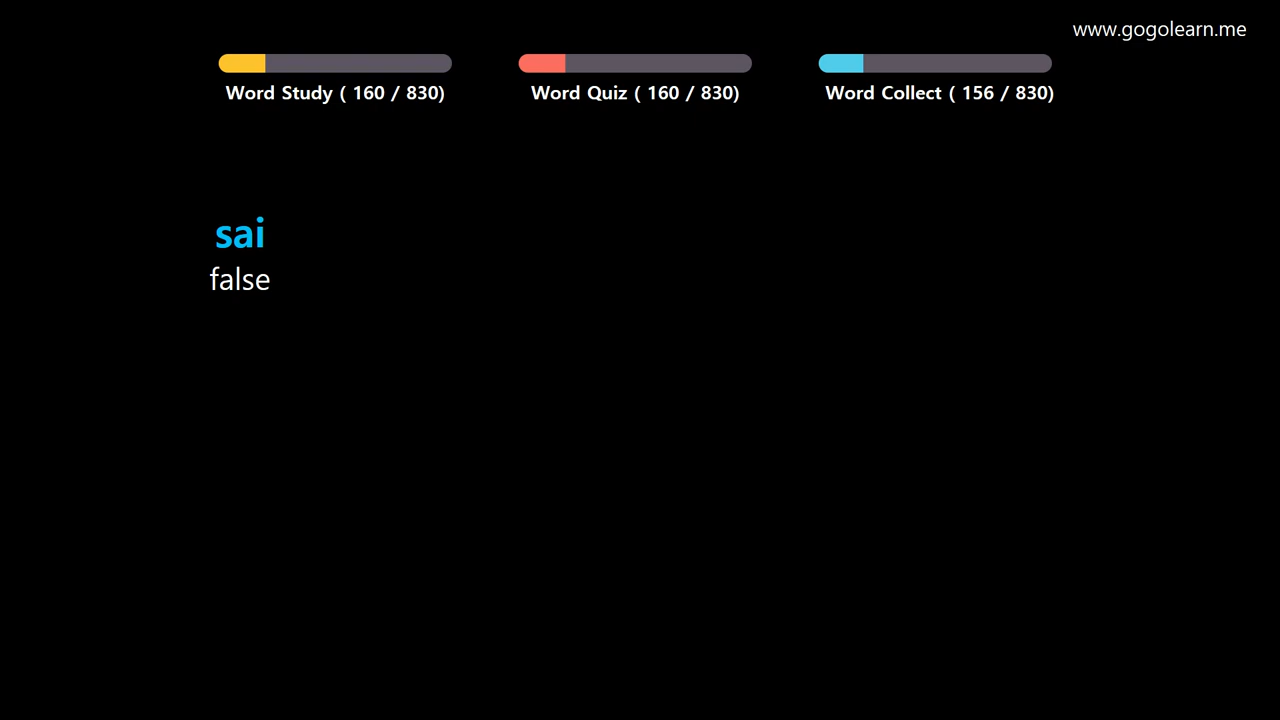 www.gogolearn.me
Word Study ( 160 / 830)
Word Quiz ( 160 / 830)
Word Collect ( 156 / 830)
sai
false